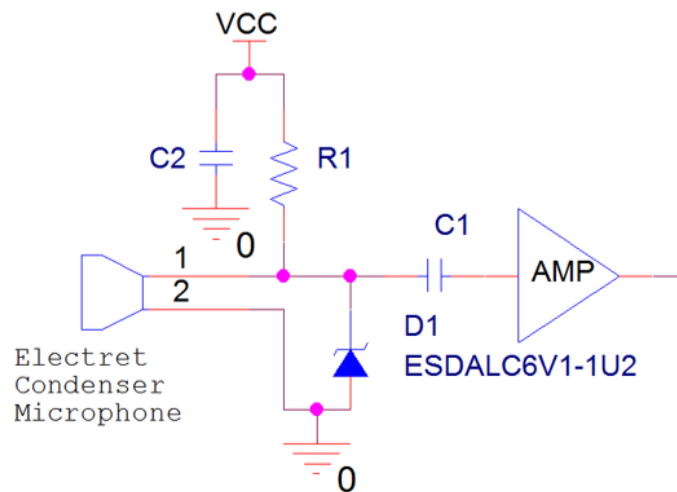 VCC
C2
R1
0
C1
1
AMP
2
D1
ESDALC6V1-1U2
Electret
Condenser
Microphone
0